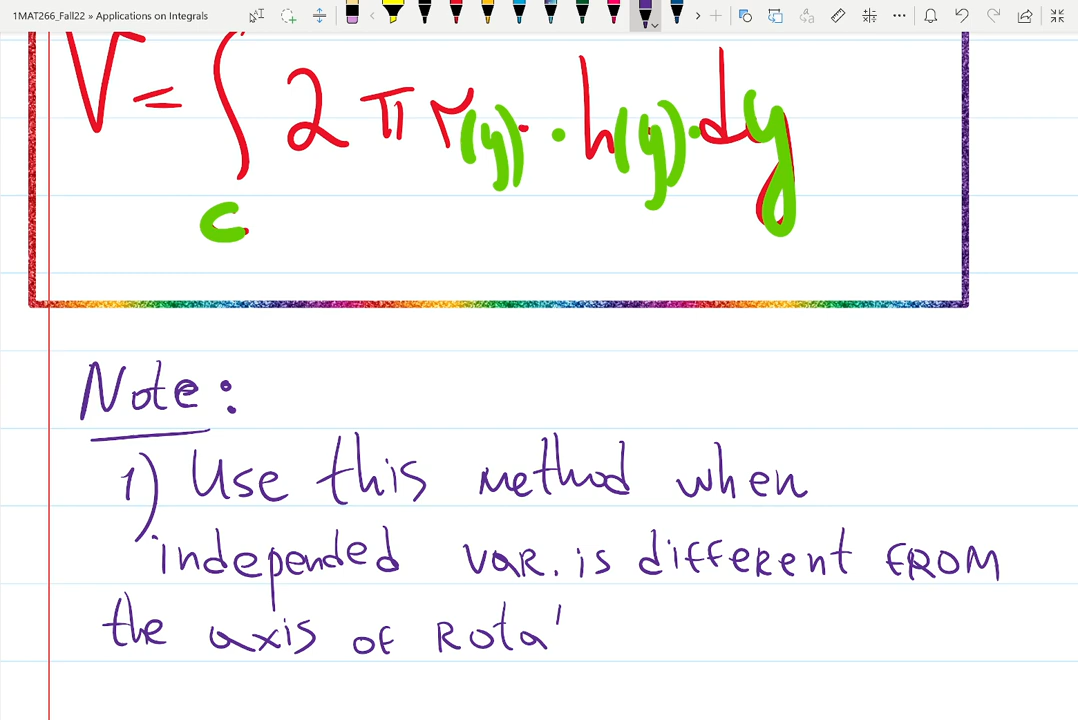 1MAT266_Fall22 » Applications on Integrals
V = ∫ 2 π r(y) · h(y) · dy
c
Note:
1) Use this method when
independed var. is different FROM
the axis of Rota